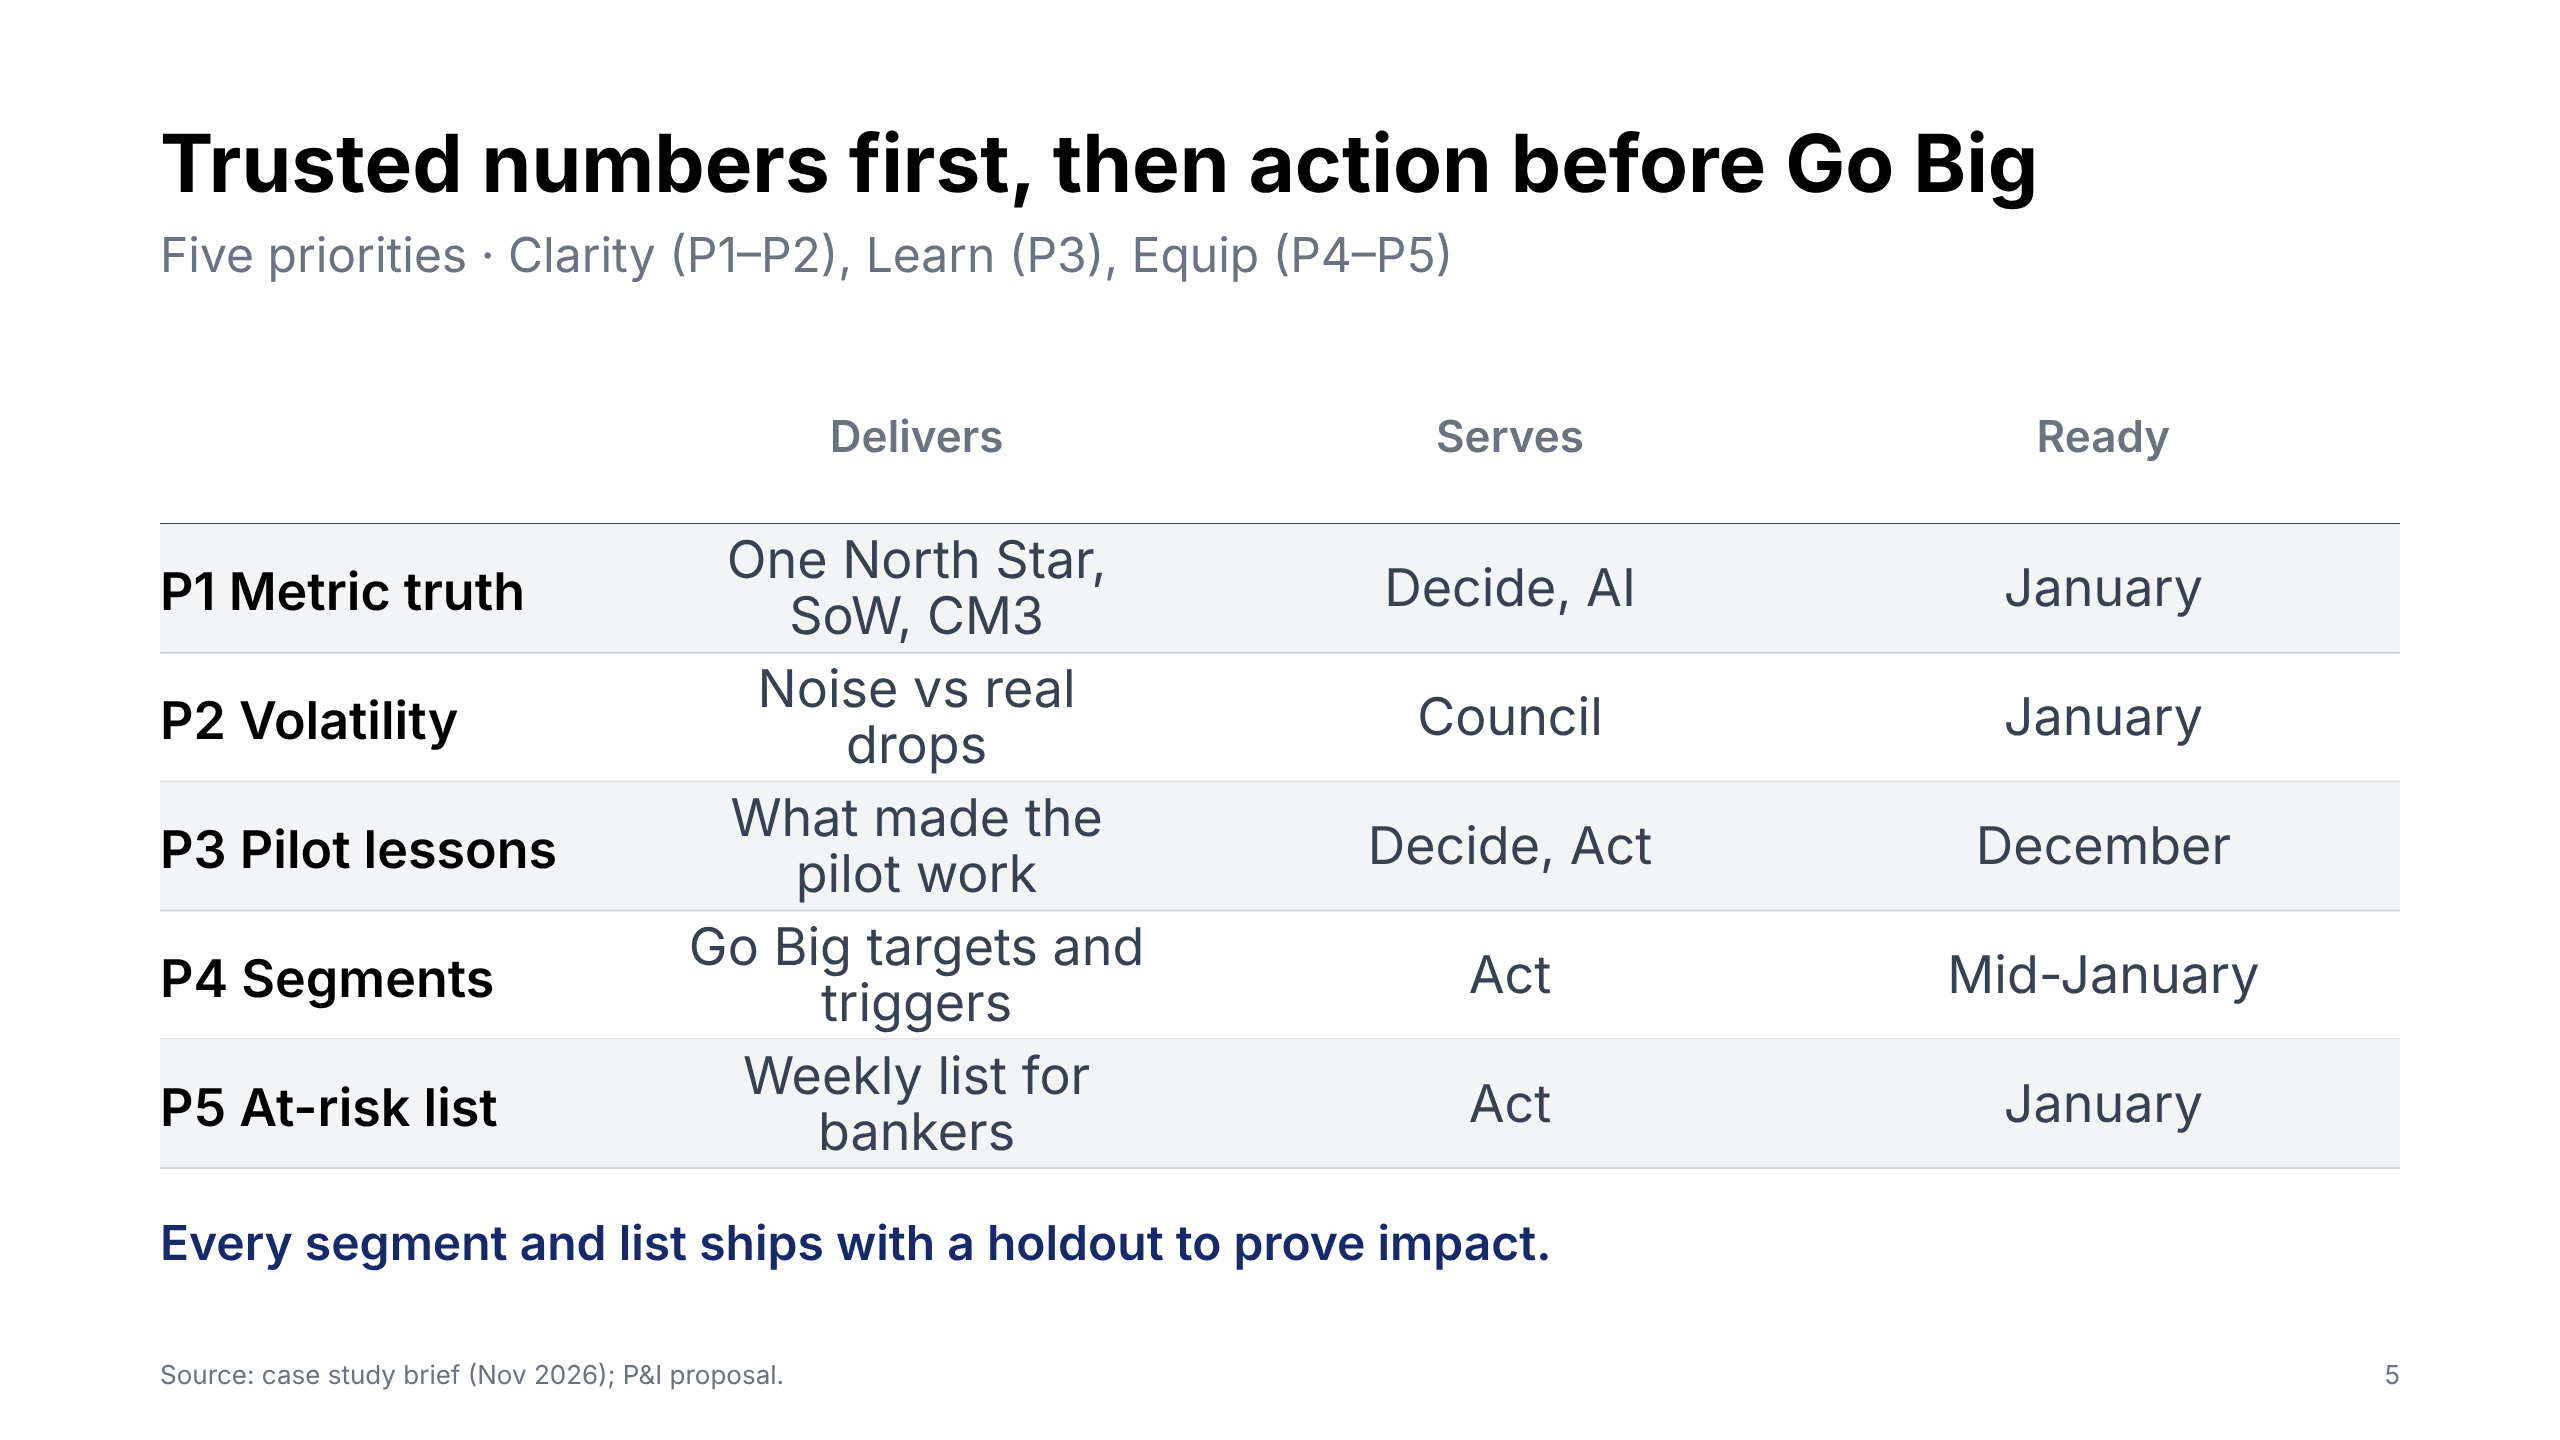 Trusted numbers first, then action before Go Big
Five priorities · Clarity (P1–P2), Learn (P3), Equip (P4–P5)
Delivers Serves Ready
P1 Metric truth
One North Star,
SoW, CM3
Decide, AI
January
P2 Volatility
Noise vs real
drops
Council
January
P3 Pilot lessons
What made the
pilot work
Decide, Act
December
P4 Segments
Go Big targets and
triggers
Act
Mid-January
P5 At-risk list
Weekly list for
bankers
Act
January
Every segment and list ships with a holdout to prove impact.
Source: case study brief (Nov 2026); P&I proposal.
5